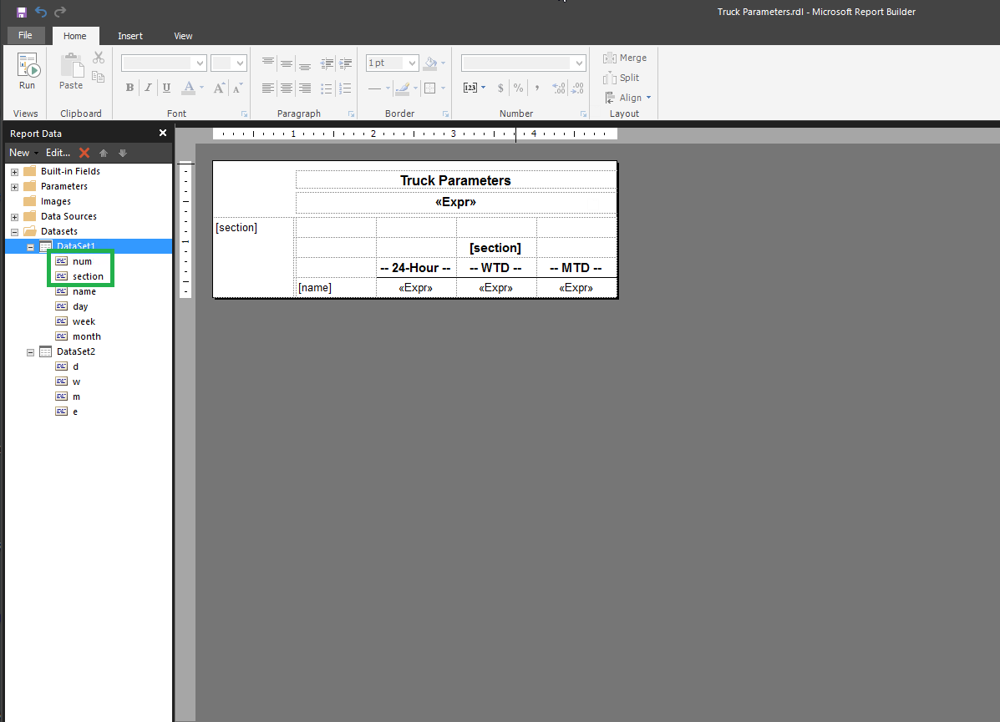 Truck Parameters.rdl - Microsoft Report Builder
File Home Insert View
Run Paste 1pt Merge
B I U A A A [123] $ % , Split
Align
Views Clipboard Font Paragraph Border Number Layout
Report Data
New Edit...
1 2 3 4
1
Built-in Fields
Parameters
Images
Data Sources
Datasets
DataSet1
num
section
name
day
week
month
DataSet2
d
w
m
e
Truck Parameters
«Expr»
[section]
[section]
-- 24-Hour -- -- WTD -- -- MTD --
[name] «Expr» «Expr» «Expr»